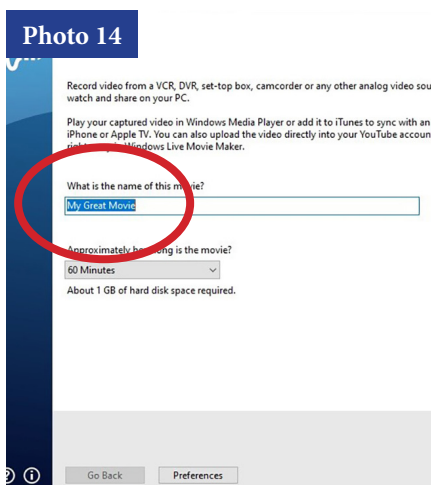 Photo 14
Record video from a VCR, DVR, set-top box, camcorder or any other analog video
watch and share on your PC.
Play your captured video in Windows Media Player or add it to iTunes to sync with an
iPhone or Apple TV. You can also upload the video directly into your YouTube
Windows Live Movie Maker.
What is the name of this movie?
My Great Movie
Approximately how long is the movie?
60 Minutes
About 1 GB of hard disk space required.
Go Back
Preferences